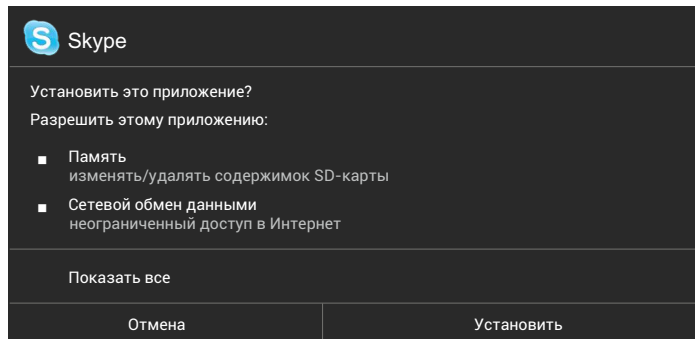 S Skype
Установить это приложение?
Разрешить этому приложению:
Память
изменять/удалять содержимок SD-карты
Сетевой обмен данными
неограниченный доступ в Интернет
Показать все
Отмена Установить